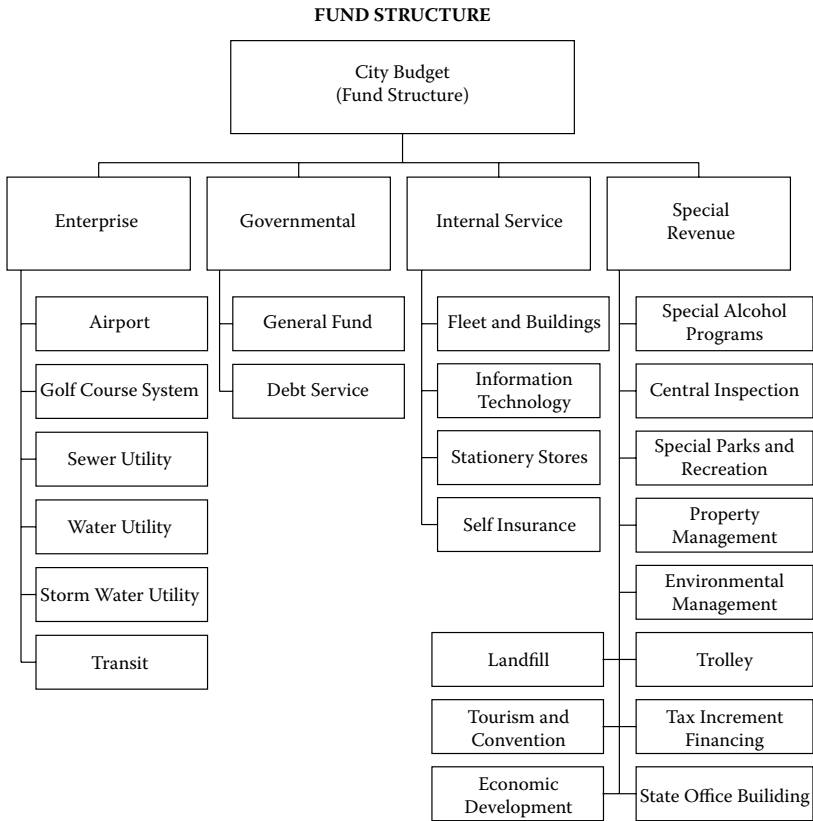 FUND STRUCTURE
City Budget
(Fund Structure)
Enterprise
Governmental
Internal Service
Special
Revenue
Airport
Golf Course System
Sewer Utility
Water Utility
Storm Water Utility
Transit
General Fund
Debt Service
Fleet and Buildings
Information
Technology
Stationery Stores
Self Insurance
Special Alcohol
Programs
Central Inspection
Special Parks and
Recreation
Property
Management
Environmental
Management
Landfill
Trolley
Tourism and
Convention
Tax Increment
Financing
Economic
Development
State Office Builiding